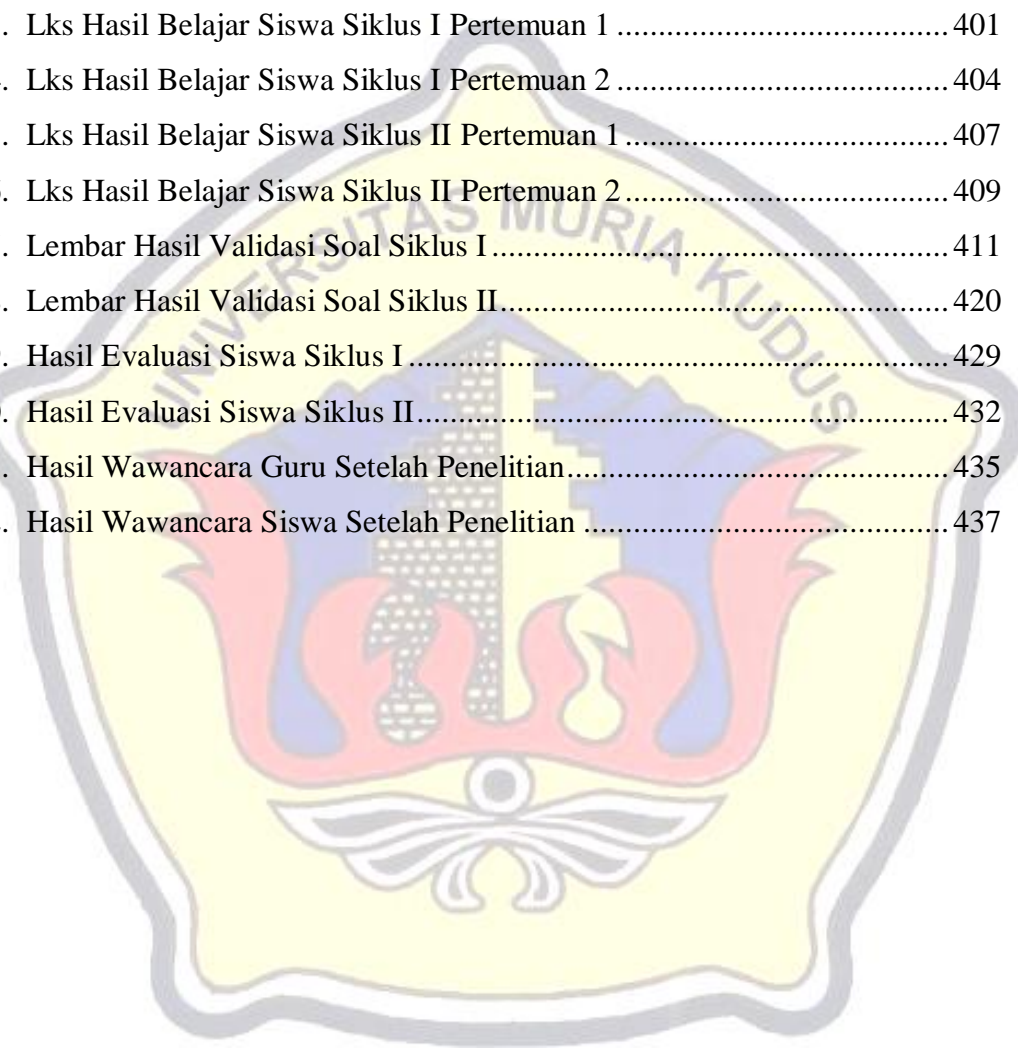 . Lks Hasil Belajar Siswa Siklus I Pertemuan 1 ........................................ 401
. Lks Hasil Belajar Siswa Siklus I Pertemuan 2 ........................................ 404
. Lks Hasil Belajar Siswa Siklus II Pertemuan 1 ....................................... 407
. Lks Hasil Belajar Siswa Siklus II Pertemuan 2 ....................................... 409
. Lembar Hasil Validasi Soal Siklus I ....................................................... 411
. Lembar Hasil Validasi Soal Siklus II ...................................................... 420
. Hasil Evaluasi Siswa Siklus I ................................................................. 429
. Hasil Evaluasi Siswa Siklus II ................................................................ 432
. Hasil Wawancara Guru Setelah Penelitian .............................................. 435
. Hasil Wawancara Siswa Setelah Penelitian ............................................ 437
UNIVERSITAS MURIA KUDUS